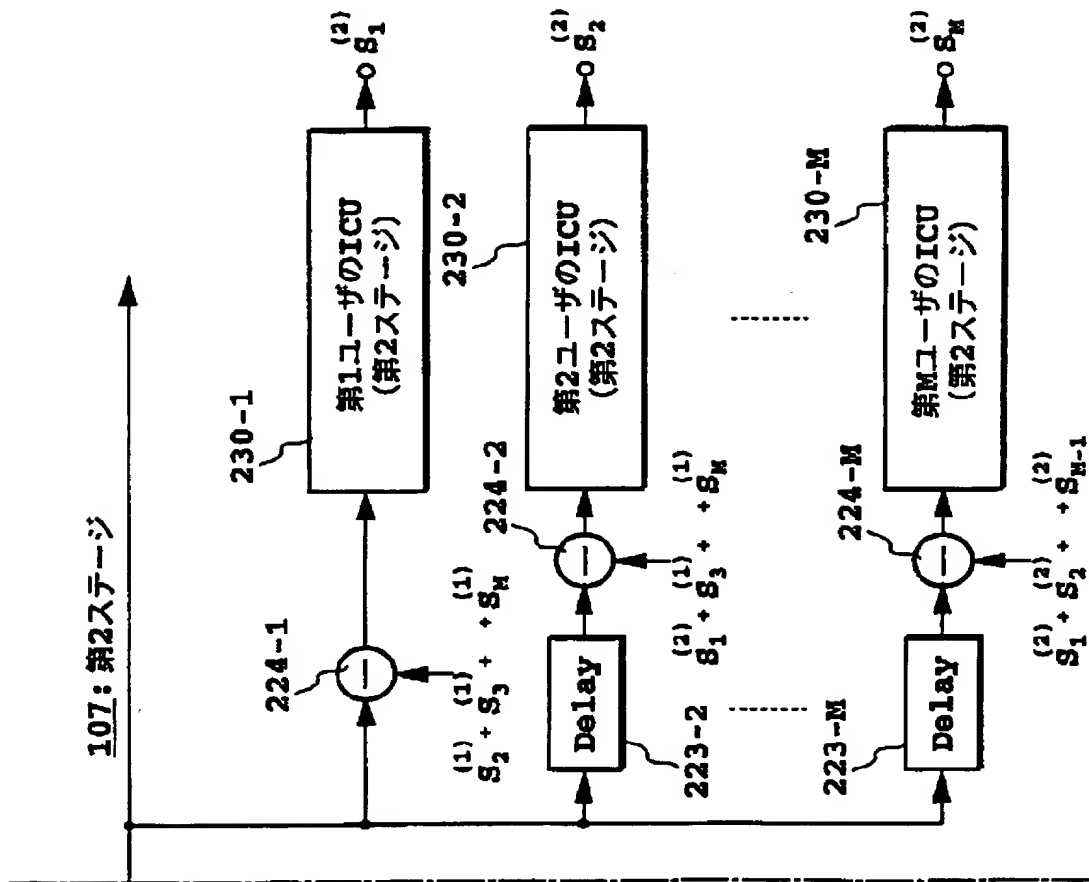 107: 第2ステージ
230-1
第1ユーザのICU
(第2ステージ)
S₁⁽²⁾
224-1
S₂⁽¹⁾ + S₃⁽¹⁾ + + S_M⁽¹⁾
230-2
第2ユーザのICU
(第2ステージ)
S₂⁽²⁾
224-2
Delay
223-2
S₁⁽²⁾ + S₃⁽¹⁾ + + S_M⁽¹⁾
230-M
第Mユーザのicu
(第2ステージ)
S_M⁽²⁾
224-M
Delay
223-M
S₁⁽²⁾ + S₂⁽²⁾ + + S_{M-1}⁽²⁾